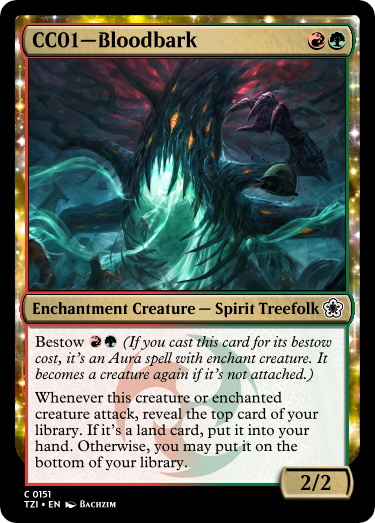 CC01—Bloodbark
Enchantment Creature — Spirit Treefolk
Bestow (If you cast this card for its bestow
cost, it's an Aura spell with enchant creature. It
becomes a creature again if it's not attached.)
Whenever this creature or enchanted
creature attack, reveal the top card of your
library. If it's a land card, put it into your
hand. Otherwise, you may put it on the
bottom of your library.
2/2
C 0151
TZI • EN Bachzim